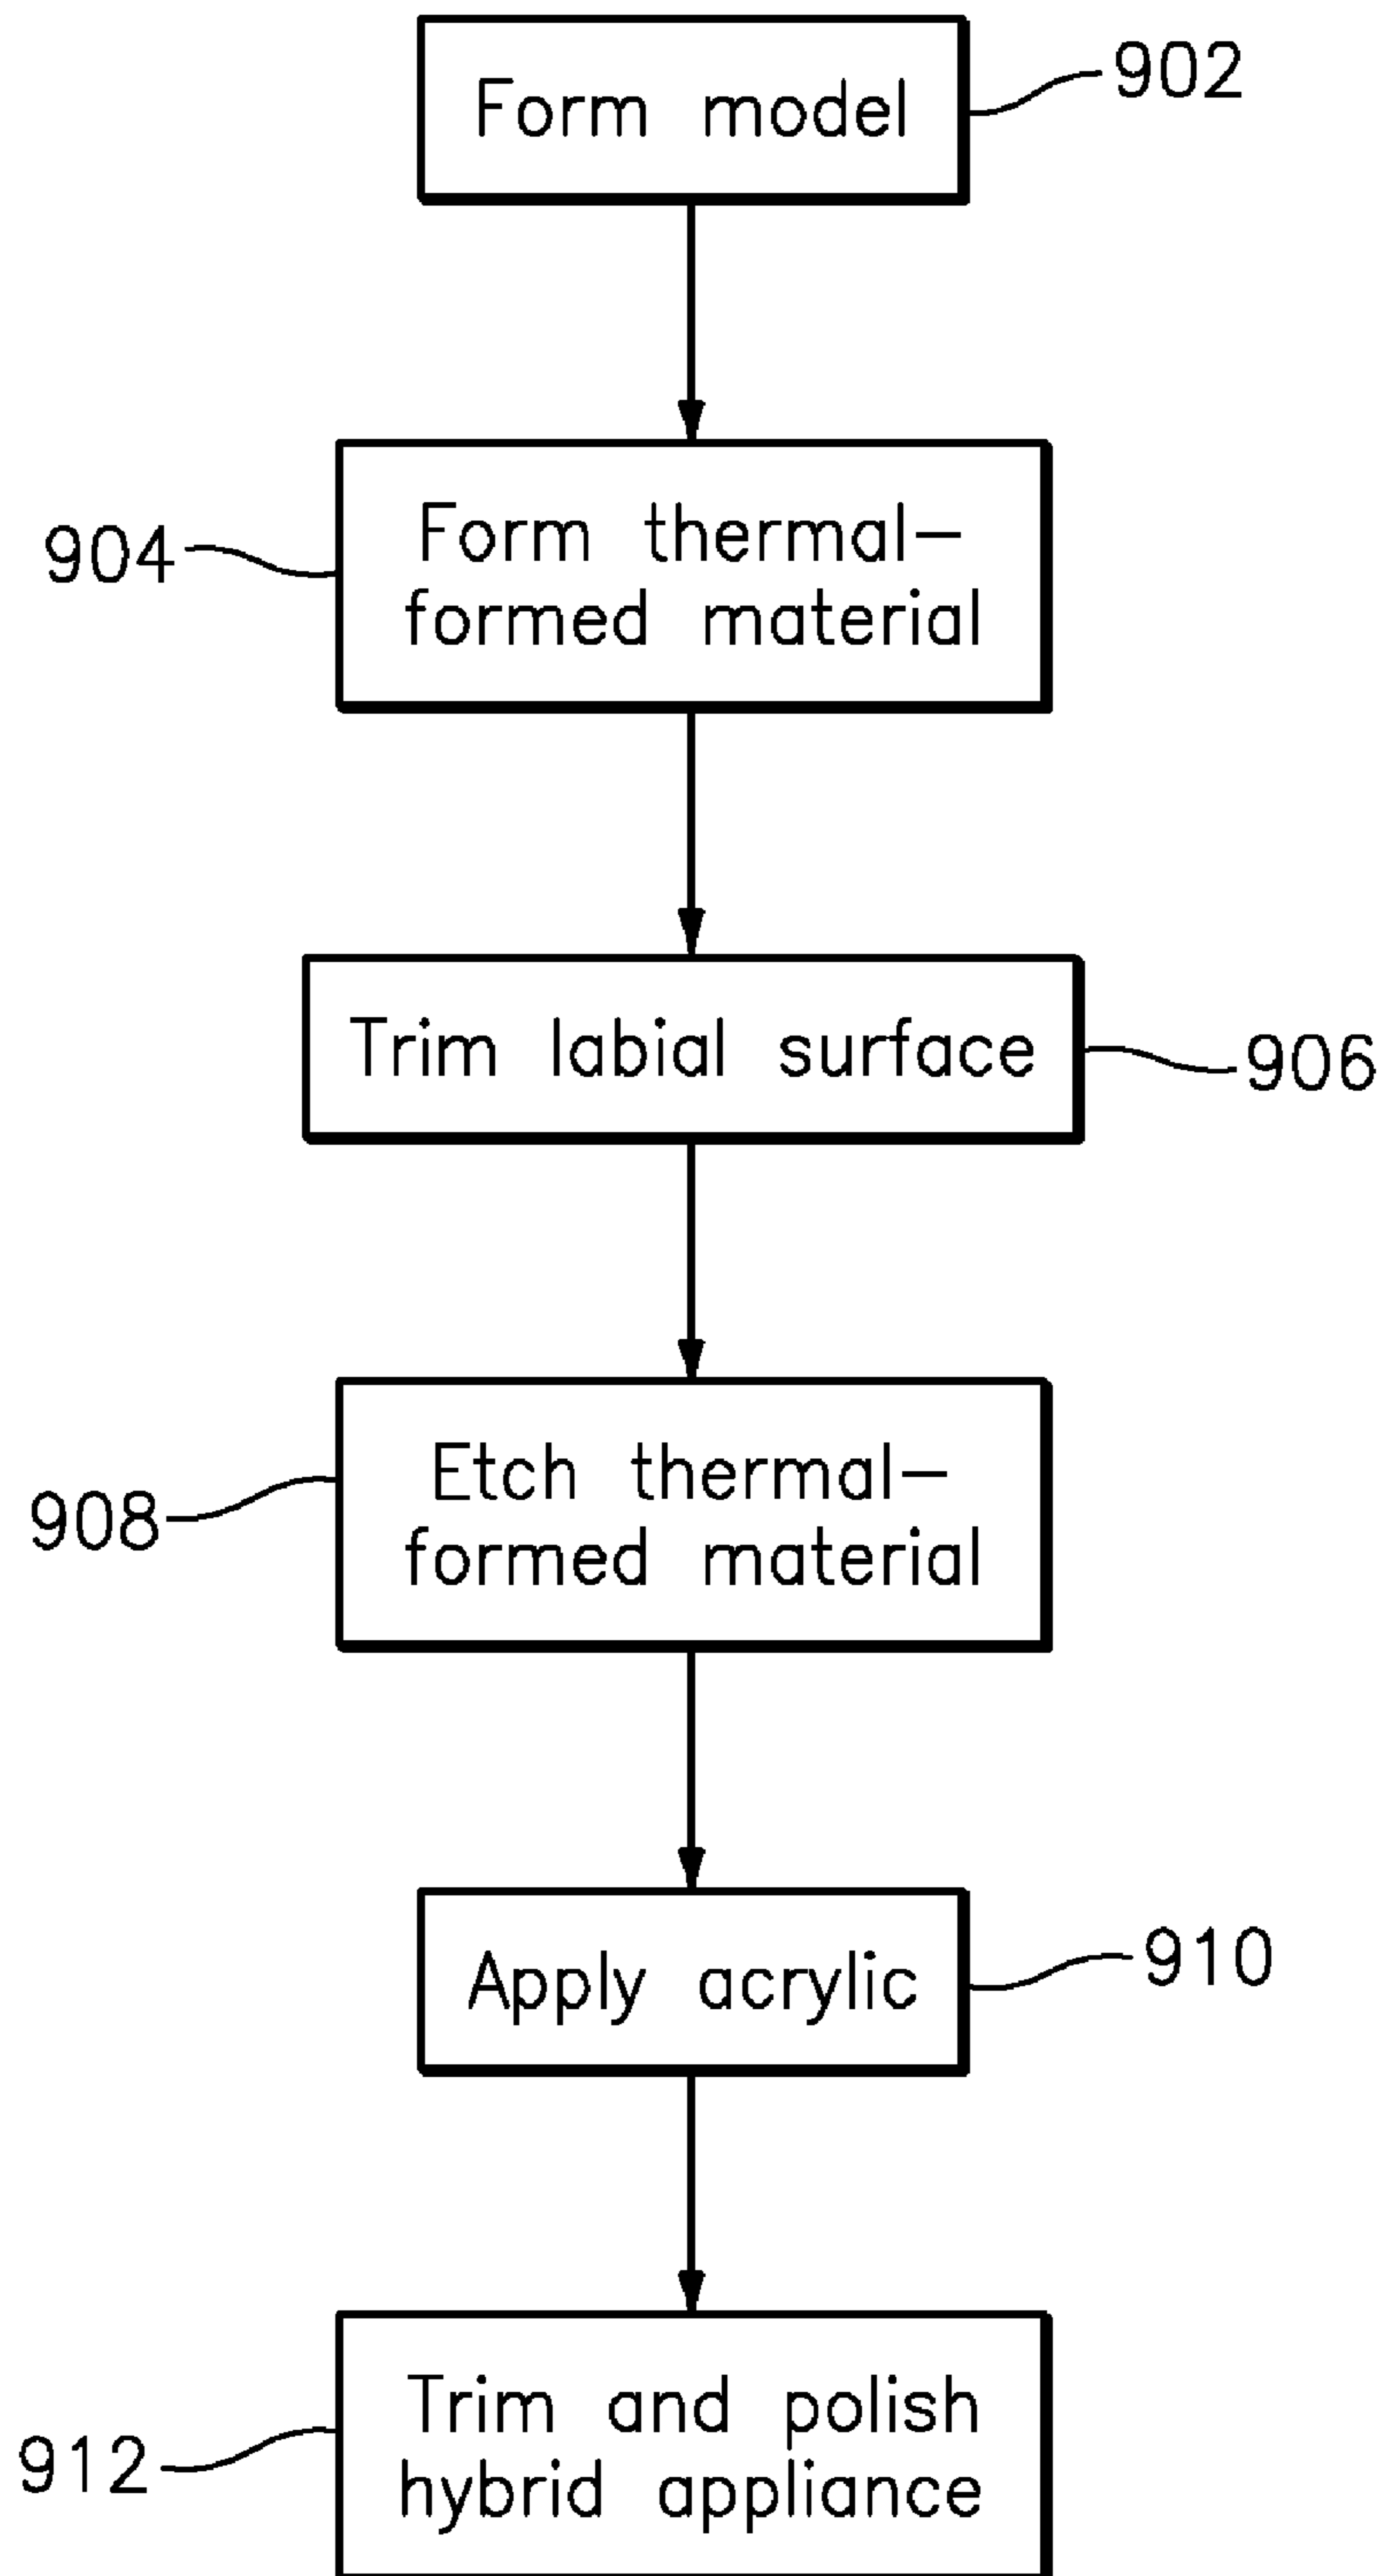 Form model
902
Form thermal-
formed material
904
Trim labial surface
906
Etch thermal-
formed material
908
Apply acrylic
910
Trim and polish
hybrid appliance
912